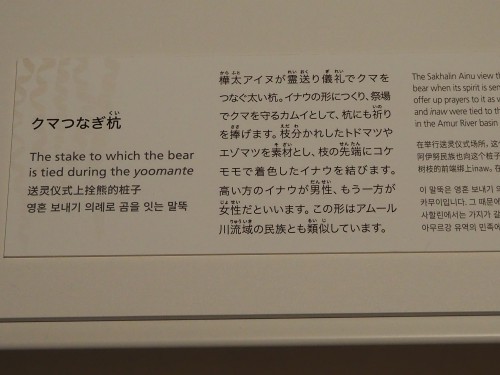 クマつなぎ杭
The stake to which the bear
is tied during the yoomante
送灵仪式上拴熊的桩子
영혼 보내기 의례로 곰을 잇는 말뚝
樺太アイヌが霊送り儀礼でクマを
つなぐ太い杭。イナウの形につくり、祭場
でクマを守るカムイとして、杭にも祈り
を捧げます。枝分かれしたトドマツや
エゾマツを素材とし、枝の先端にコケ
モモで着色したイナウを結びます。
高い方のイナウが男性、もう一方が
女性だといいます。この形はアムール
川流域の民族とも類似しています。
The Sakhalin Ainu view th
bear when its spirit is sen
offer up prayers to it as w
and inaw were tied to th
in the Amur River basin
在举行送灵仪式场所，这
阿伊努民族也向这个桩子
树枝的前端绑上inaw。在
이 말뚝은 영혼 보내기 의
카무이입니다. 그 때문에
사할린에서는 가지가 갈
아무르강 유역의 민족에